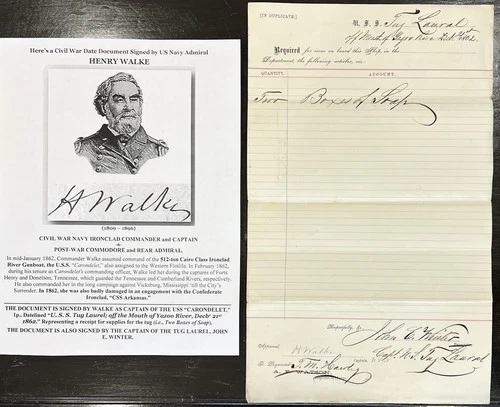 Here's a Civil War Date Document Signed by US Navy Admiral
HENRY WALKE
H Walke
(1809 - 1896)
CIVIL WAR NAVY IRONCLAD COMMANDER and CAPTAIN
-&-
POST-WAR COMMODORE and REAR ADMIRAL.
In mid-January 1862, Commander Walke assumed command of the 512-ton Cairo Class Ironclad
River Gunboat, the U.S.S. "Carondelet," also assigned to the Western Flotilla. In February 1862,
during his tenure as Carondelet's commanding officer, Walke led her during the captures of Forts
Henry and Donelson, Tennessee, which guarded the Tennessee and Cumberland Rivers, respectively.
He also commanded her in the long campaign against Vicksburg, Mississippi 'till the City's
Surrender. In 1862, she was also badly damaged in an engagement with the Confederate
Ironclad, "CSS Arkansas."
THE DOCUMENT IS SIGNED BY WALKE AS CAPTAIN OF THE USS "CARONDELET,"
1p., Datelined "U. S. S. Tug Laurel; off the Mouth of Yazoo River, Decbr 21st
1862." Representing a receipt for supplies for the tug (i.e., Two Boxes of Soap).
THE DOCUMENT IS ALSO SIGNED BY THE CAPTAIN OF THE TUG LAUREL, JOHN
E. WINTER.
[IN DUPLICATE.]
U. S. S. Tug Laural
off Mouth of Yazoo River 1862
Required for issue on board this Ship, in the
Department, the following articles, viz:
QUANTITY. ACCOUNT.
Two Boxes of Soap
Respectfully,
John E. Winter
Approved, Capt. U.S. Tug Laural
H Walke
Captain.